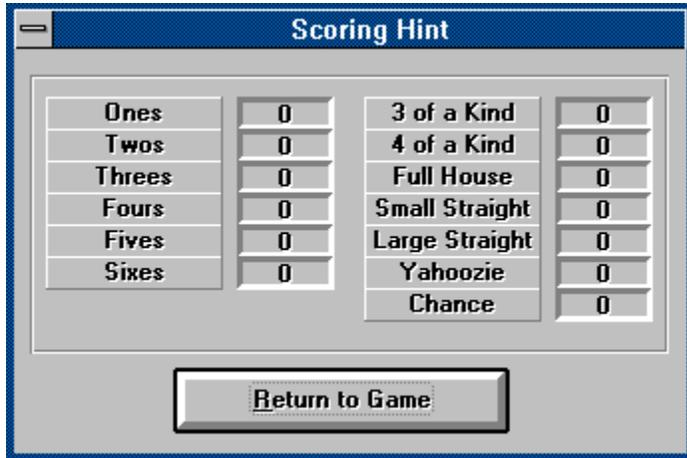 Scoring Hint
Ones 0
Twos 0
Threes 0
Fours 0
Fives 0
Sixes 0
3 of a Kind 0
4 of a Kind 0
Full House 0
Small Straight 0
Large Straight 0
Yahoozie 0
Chance 0
Return to Game